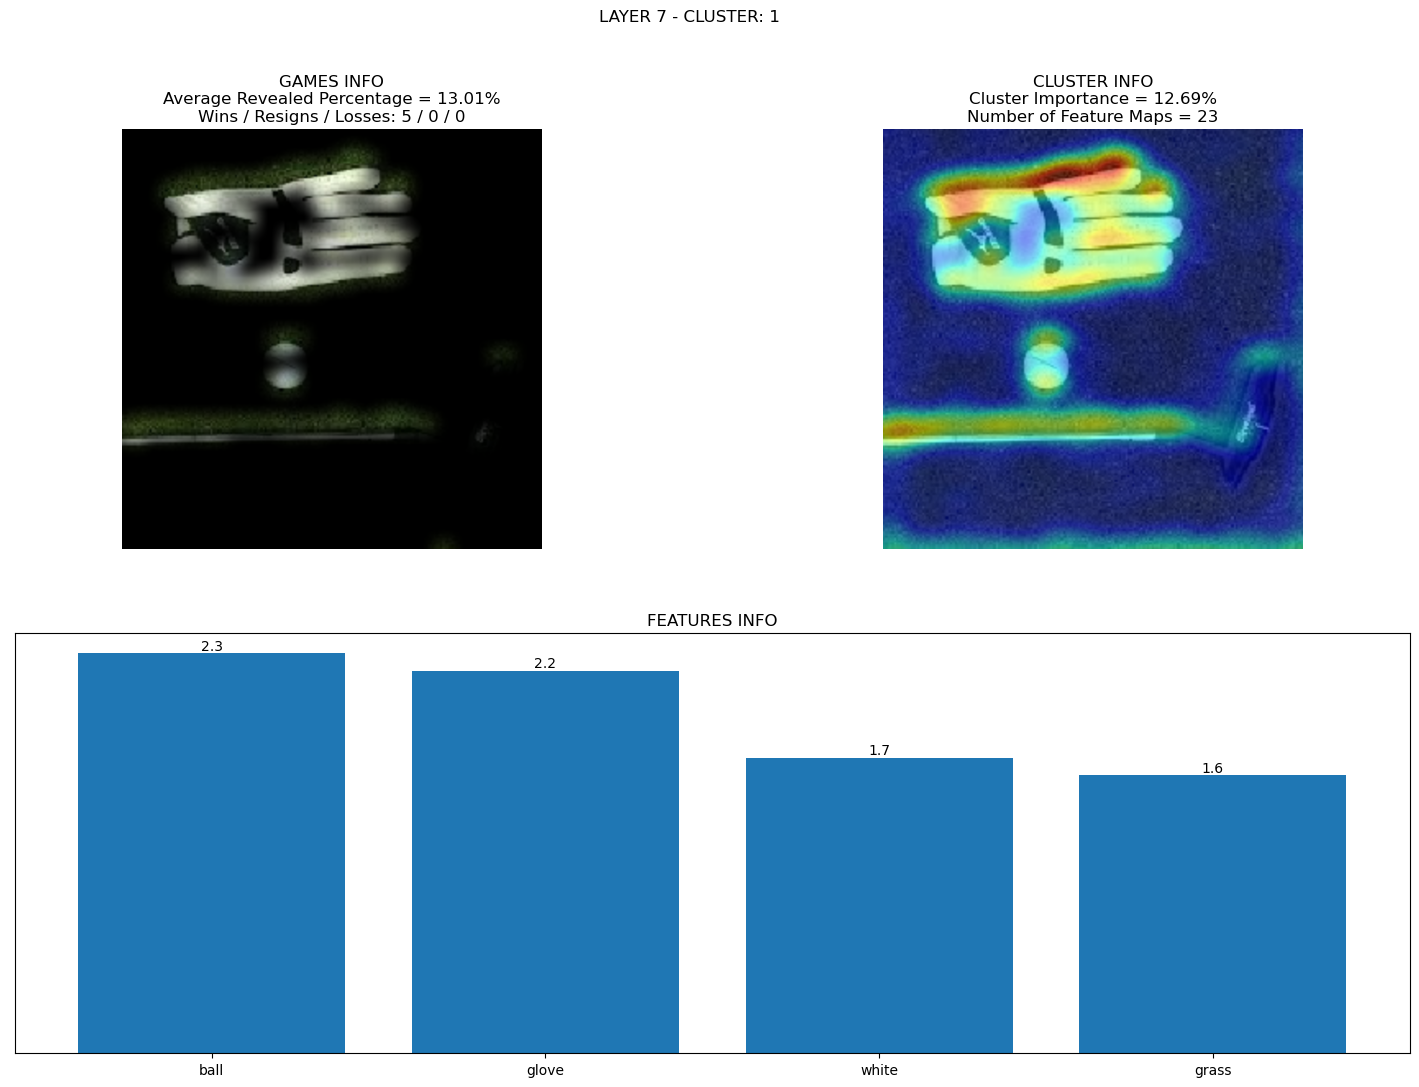 LAYER 7 - CLUSTER: 1
GAMES INFO
Average Revealed Percentage = 13.01%
Wins / Resigns / Losses: 5 / 0 / 0
CLUSTER INFO
Cluster Importance = 12.69%
Number of Feature Maps = 23
FEATURES INFO
2.3
2.2
1.7
1.6
ball
glove
white
grass